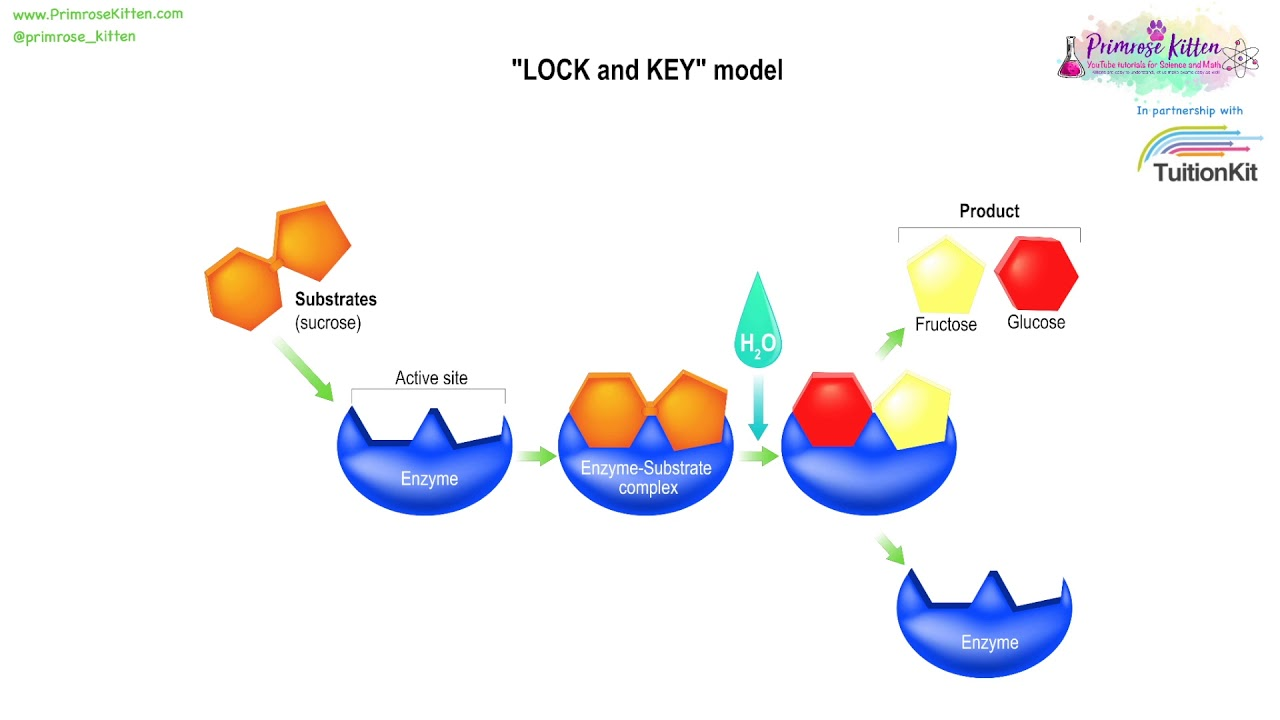 www.PrimroseKitten.com
@primrose_kitten
"LOCK and KEY" model
Primrose Kitten
YouTube tutorials for Science and Math
In partnership with
TuitionKit
Substrates
(sucrose)
Product
Fructose
Glucose
H₂O
Active site
Enzyme
Enzyme-Substrate
complex
Enzyme